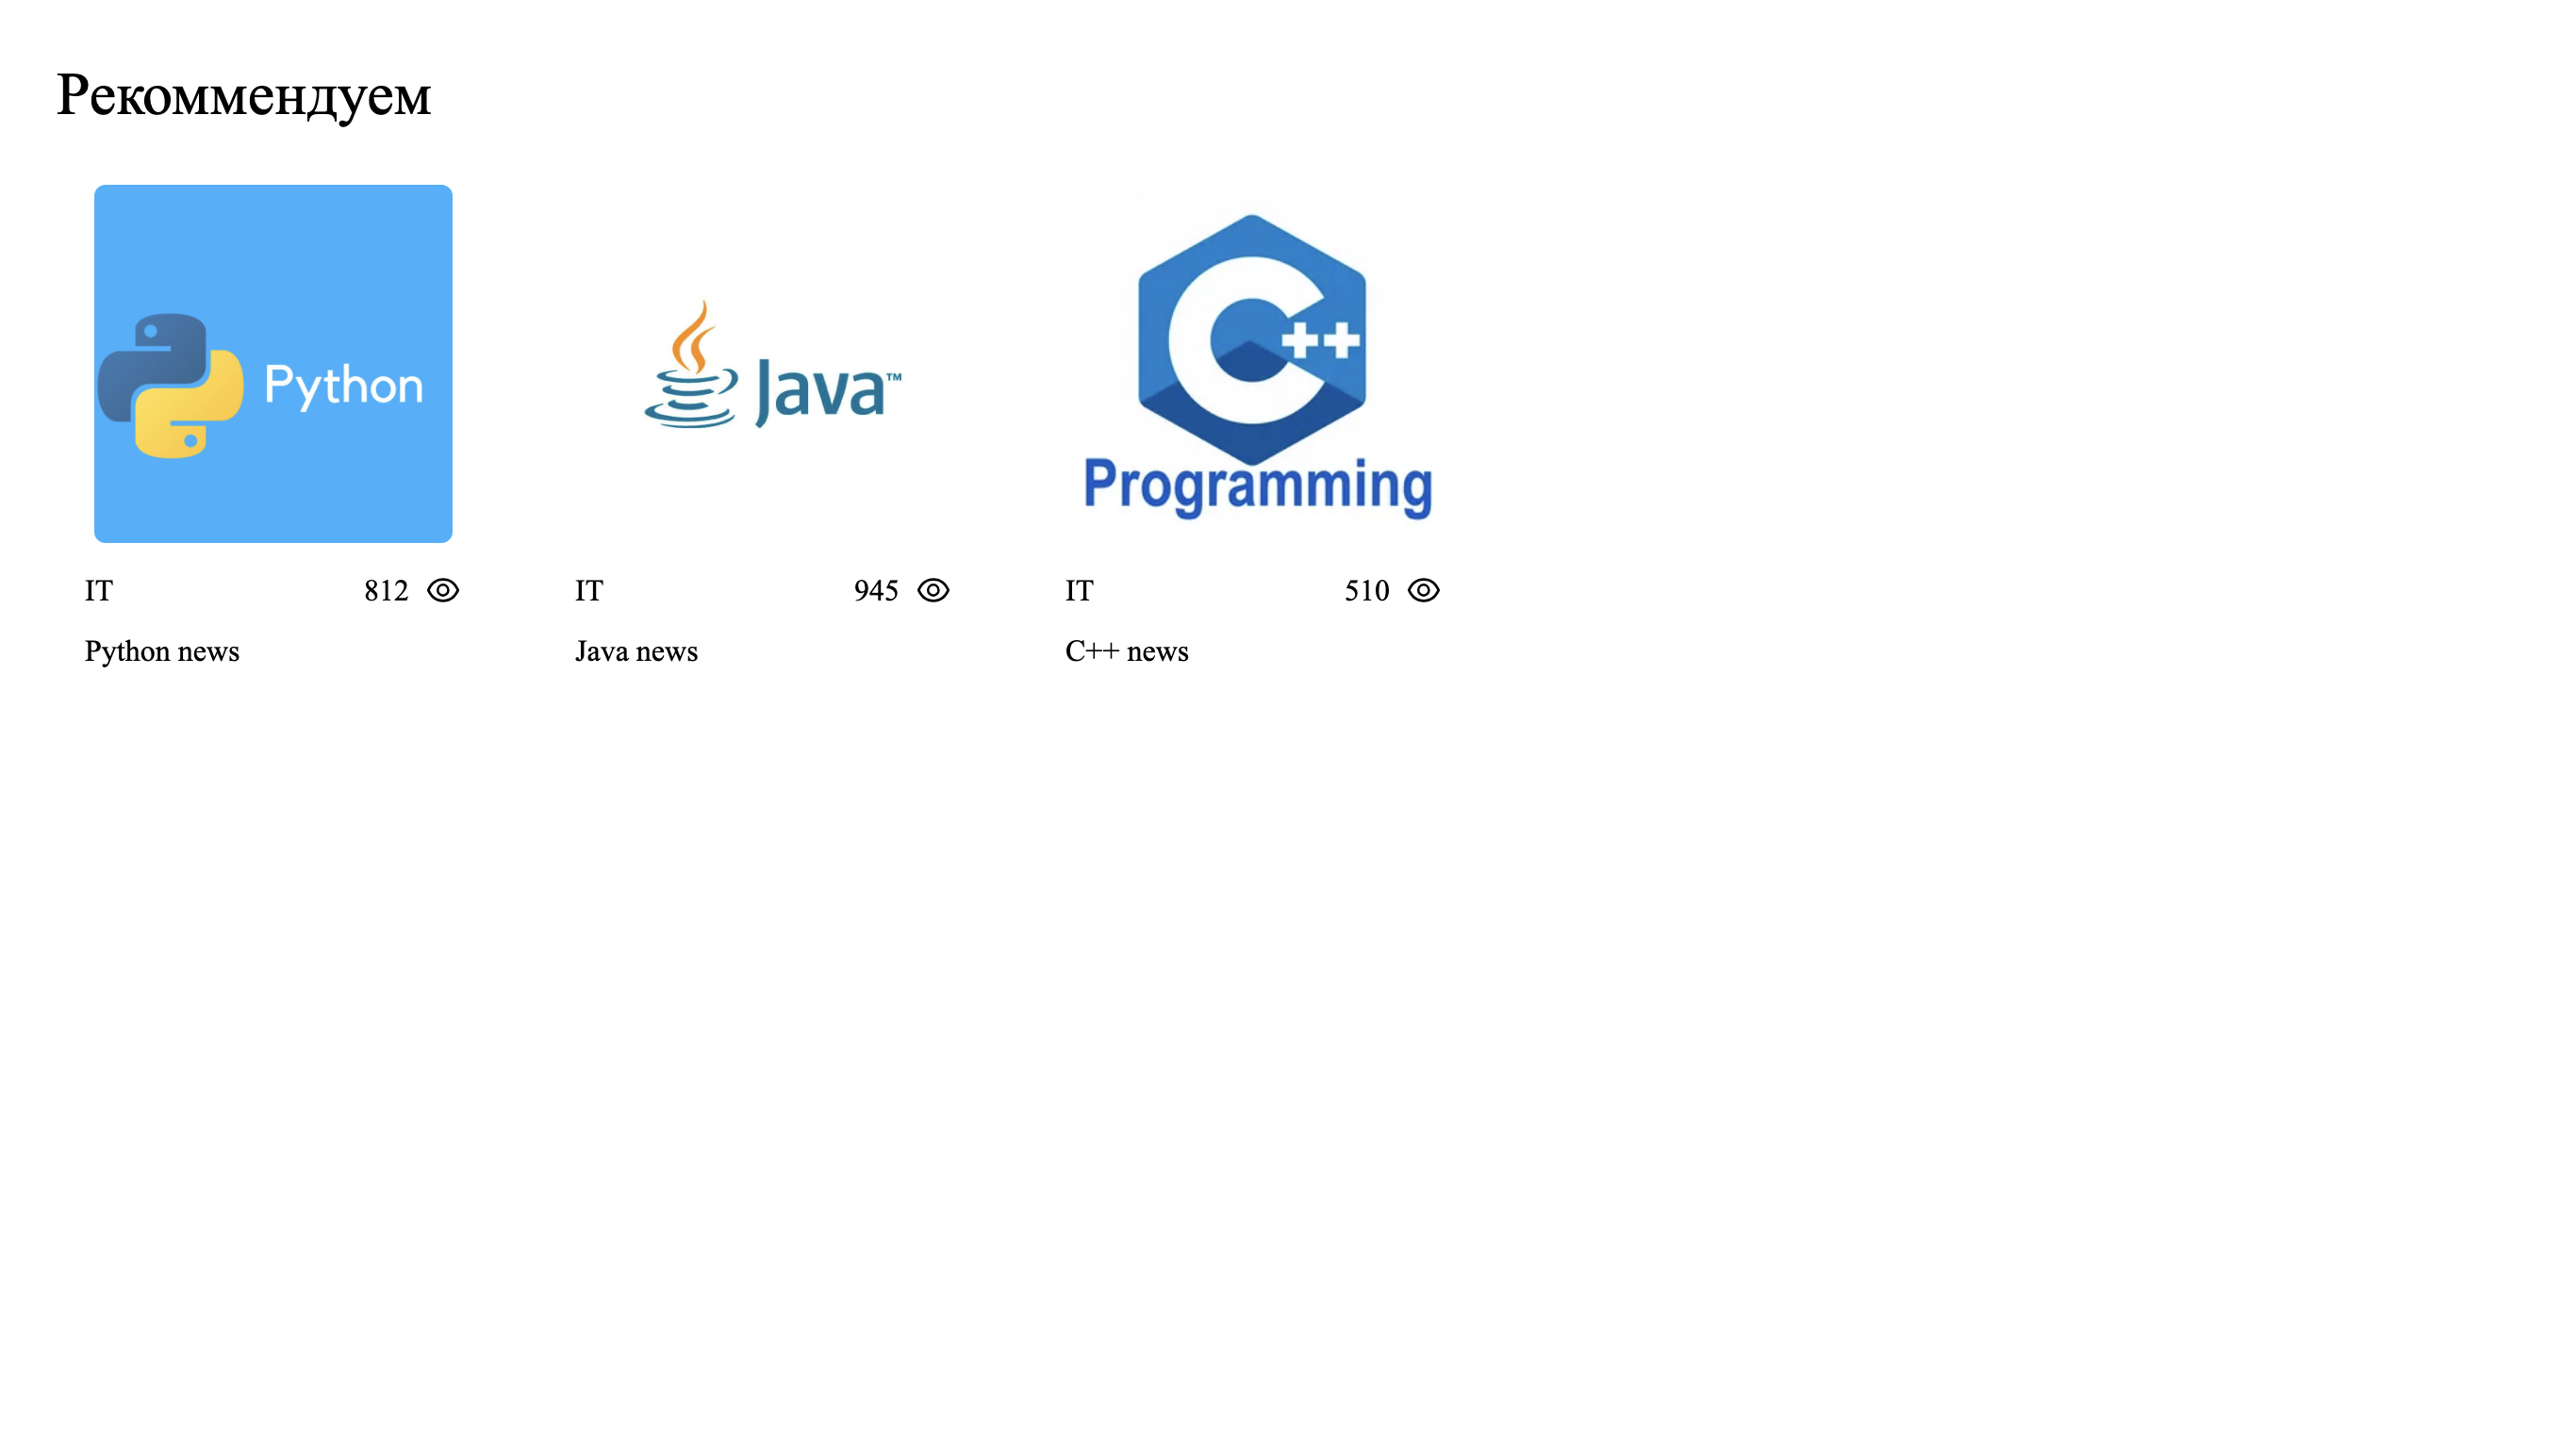 Рекоммендуем
Python
Java™
C++
Programming
IT 812
IT 945
IT 510
Python news
Java news
C++ news